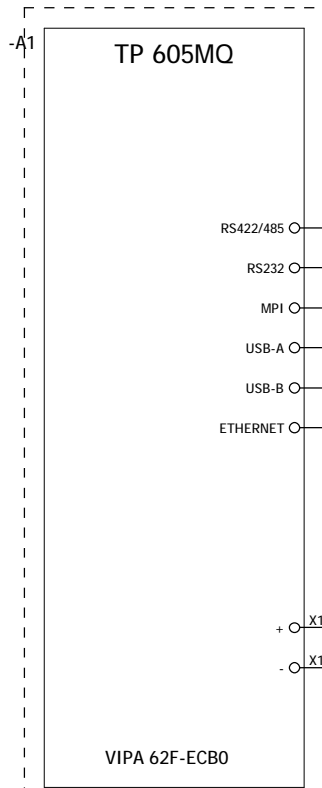 -A1
TP 605MQ
RS422/485
RS232
MPI
USB-A
USB-B
ETHERNET
+ X1
- X1
VIPA 62F-ECB0